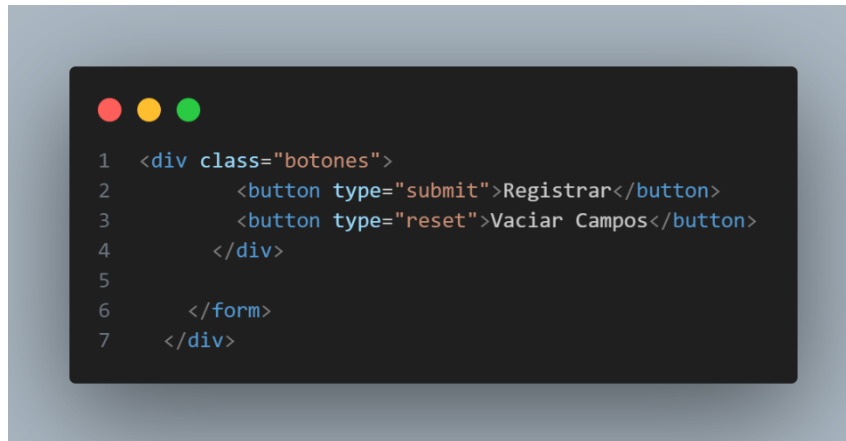 1 <div class="botones">
2 <button type="submit">Registrar</button>
3 <button type="reset">Vaciar Campos</button>
4 </div>
5
6 </form>
7 </div>